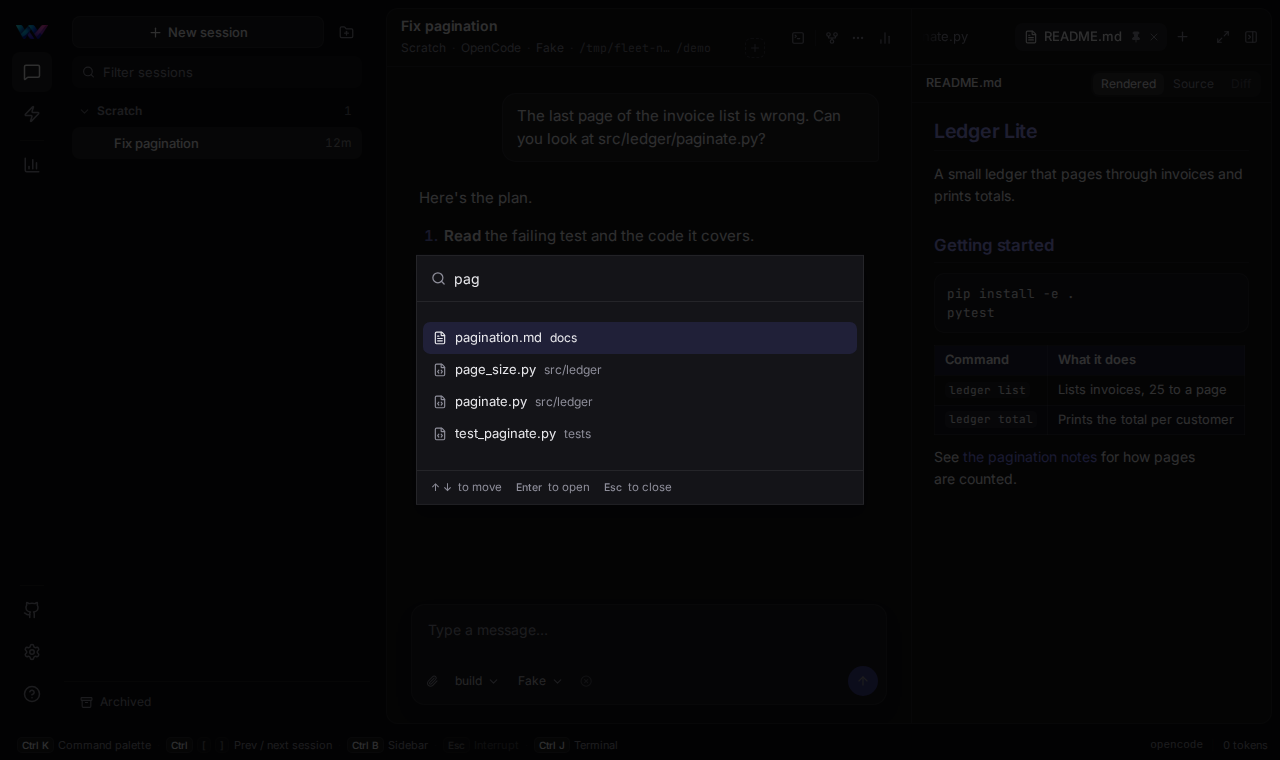 New session
Filter sessions
Scratch 1
Fix pagination 12m
Archived
Fix pagination
Scratch · OpenCode · Fake · /tmp/fleet-n… /demo
The last page of the invoice list is wrong. Can
you look at src/ledger/paginate.py?
Here's the plan.
1. Read the failing test and the code it covers.
pag
pagination.md docs
page_size.py src/ledger
paginate.py src/ledger
test_paginate.py tests
↑ ↓ to move Enter to open Esc to close
Type a message...
build Fake
ate.py README.md
README.md Rendered Source Diff
Ledger Lite
A small ledger that pages through invoices and
prints totals.
Getting started
pip install -e .
pytest
Command What it does
ledger list Lists invoices, 25 to a page
ledger total Prints the total per customer
See the pagination notes for how pages
are counted.
Ctrl K Command palette Ctrl [ ] Prev / next session Ctrl B Sidebar Esc Interrupt Ctrl J Terminal opencode 0 tokens